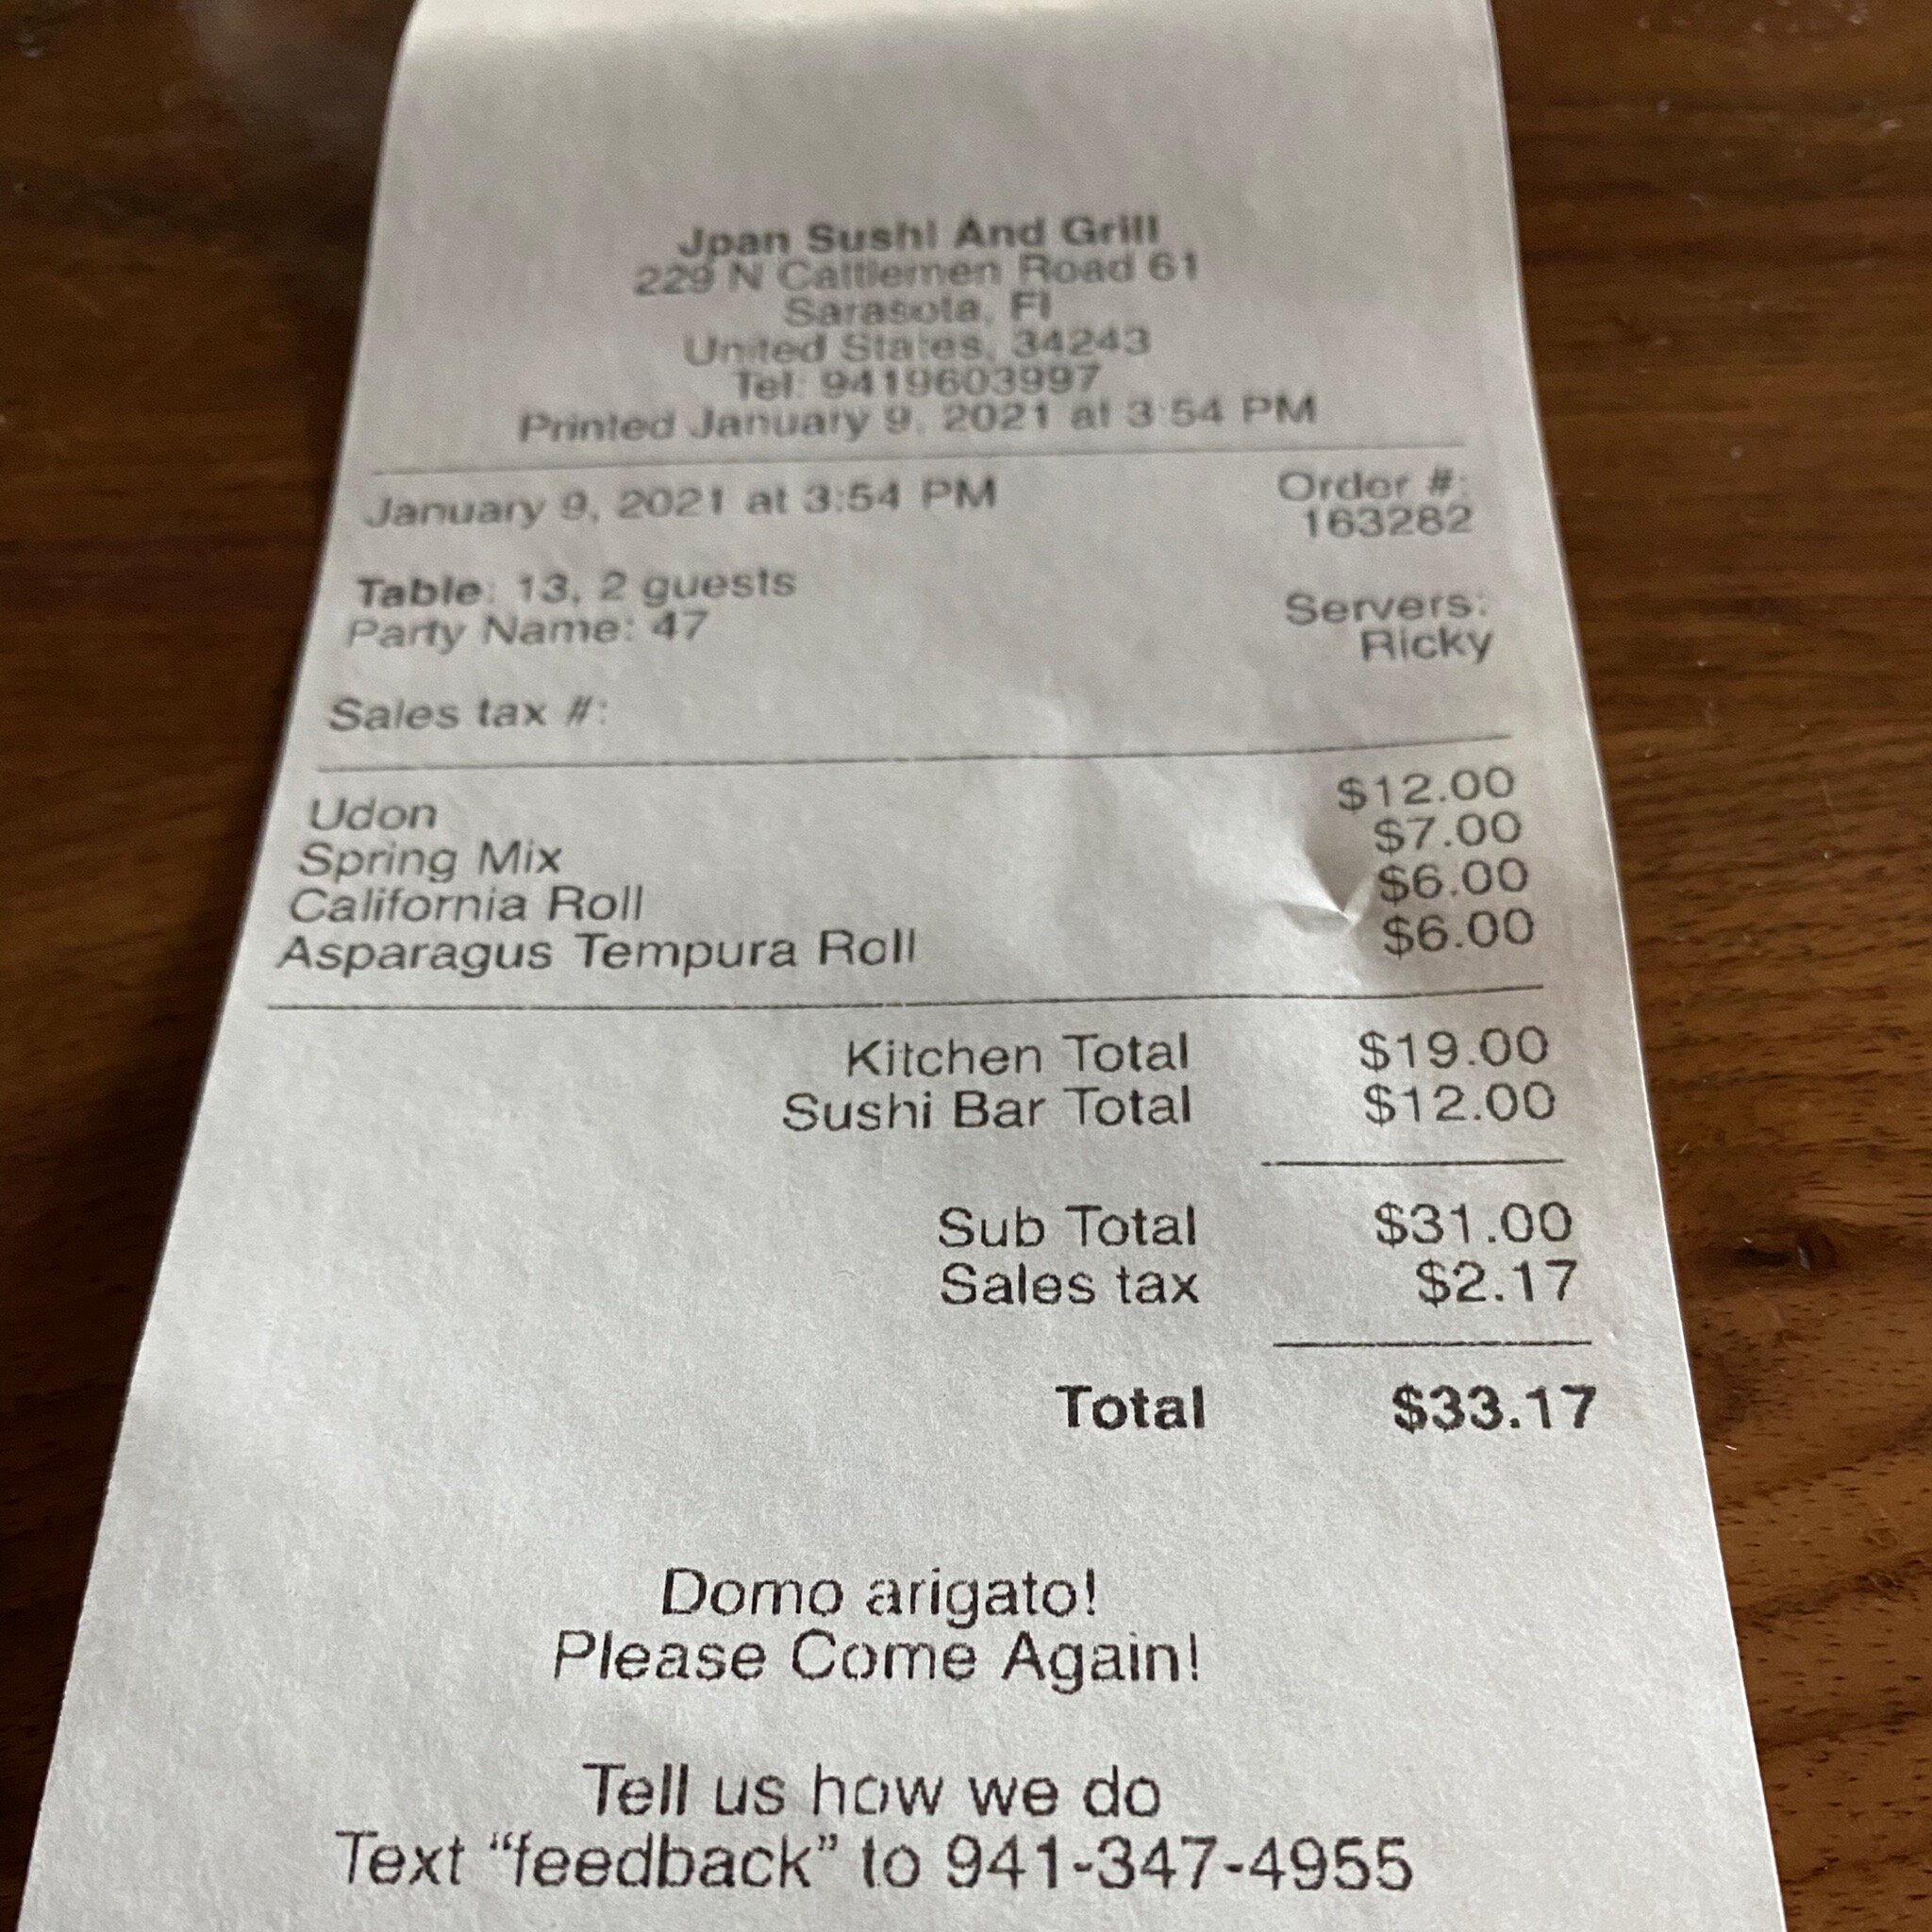 Jpan Sushi And Grill
229 N Cattlemen Road 61
Sarasota, Fl
United States, 34243
Tel: 9419603997
Printed January 9, 2021 at 3:54 PM
January 9, 2021 at 3:54 PM Order #:
163282
Table: 13, 2 guests
Party Name: 47
Servers:
Ricky
Sales tax #:
Udon $12.00
Spring Mix $7.00
California Roll $6.00
Asparagus Tempura Roll $6.00
Kitchen Total $19.00
Sushi Bar Total $12.00
Sub Total $31.00
Sales tax $2.17
Total $33.17
Domo arigato!
Please Come Again!
Tell us how we do
Text “feedback” to 941-347-4955